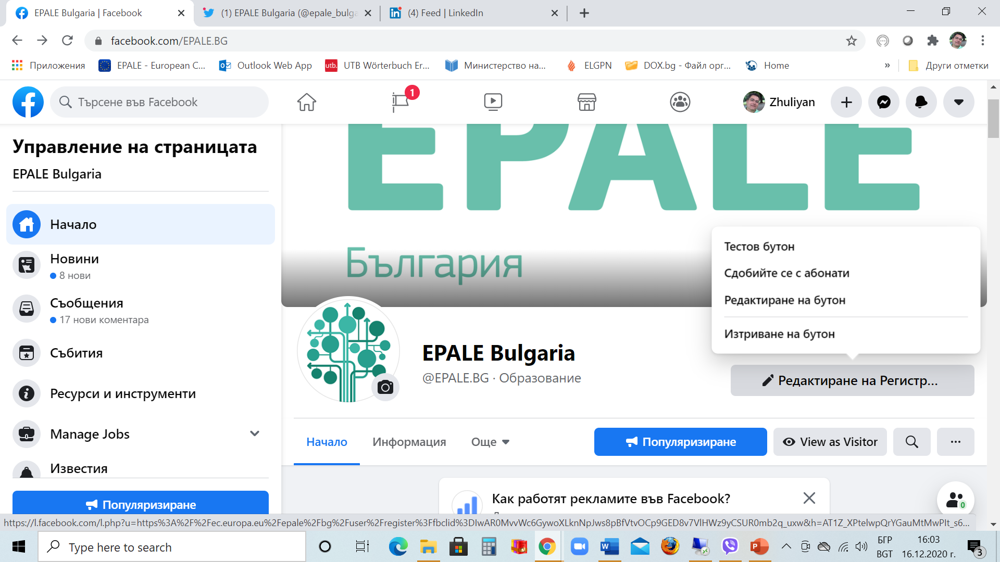 EPALE Bulgaria | Facebook
(1) EPALE Bulgaria (@epale_bulga
(4) Feed | LinkedIn
facebook.com/EPALE.BG
Приложения
EPALE - European C...
Outlook Web App
utb.
UTB Wörterbuch Er...
Министерство на...
ELGPN
DOX.bg - Файл орг...
Home
»
Други отметки
Търсене във Facebook
1
Zhuliyan
Управление на страницата
EPALE Bulgaria
Начало
Новини
8 нови
Съобщения
17 нови коментара
Събития
Ресурси и инструменти
Manage Jobs
Известия
Популяризиране
EPALE
България
Тестов бутон
Сдобийте се с абонати
Редактиране на бутон
Изтриване на бутон
EPALE Bulgaria
@EPALE.BG · Образование
Редактиране на Регистр...
Начало
Информация
Още
Популяризиране
View as Visitor
Как работят рекламите във Facebook?
0
https://l.facebook.com/l.php?u=https%3A%2F%2Fec.europa.eu%2Fepale%2Fbg%2Fuser%2Fregister%3Ffbclid%3DIwAR0MvvWc6GywoXLknNpJws8pBfVtvOCp9GED8v7VlHWz9yCSUR0mb2q_uxw&h=AT1Z_XPtelwpQrYGauMtMwPIt_s6...
Type here to search
БГР
BGT
16:03
16.12.2020 г.
3